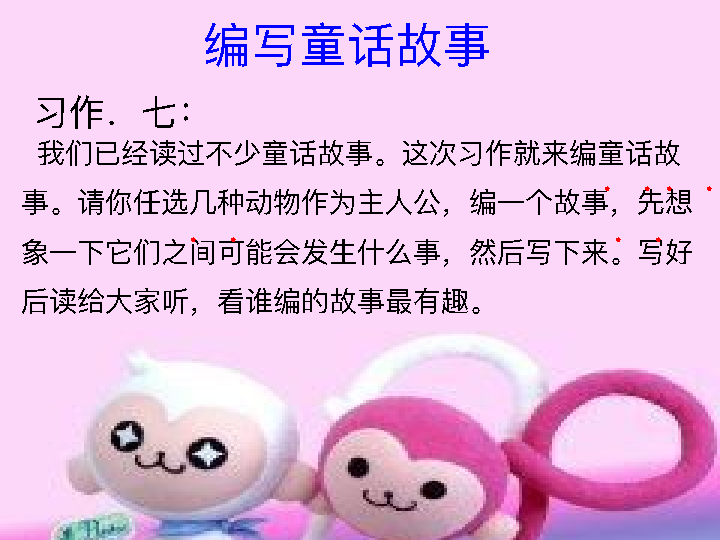 编写童话故事
习作．七：
我们已经读过不少童话故事。这次习作就来编童话故
事。请你任选几种动物作为主人公，编一个故事，先想
象一下它们之间可能会发生什么事，然后写下来。写好
后读给大家听，看谁编的故事最有趣。